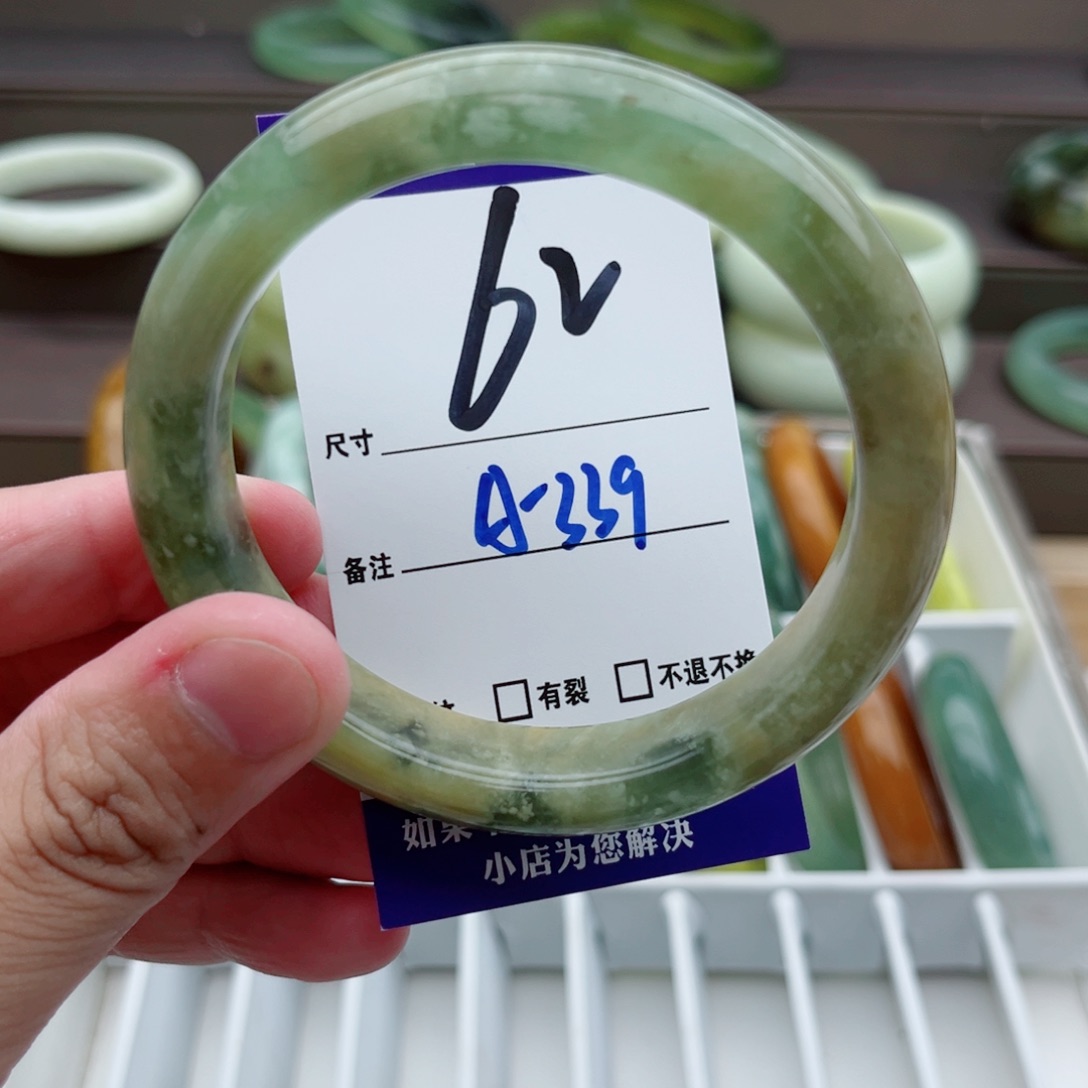 62
尺寸
A-339
备注
有裂 不退不换
如果
小店为您解决